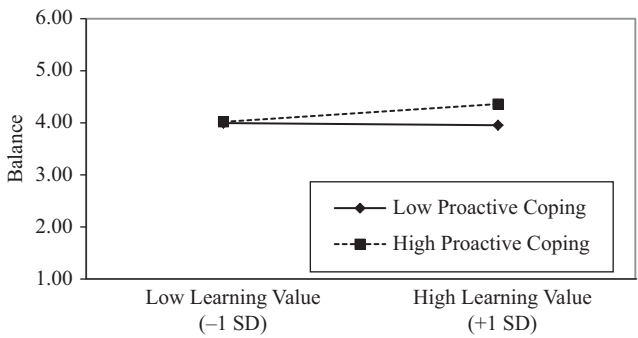 6.00
5.00
4.00
3.00
2.00
1.00
Balance
Low Proactive Coping
High Proactive Coping
Low Learning Value
(–1 SD)
High Learning Value
(+1 SD)